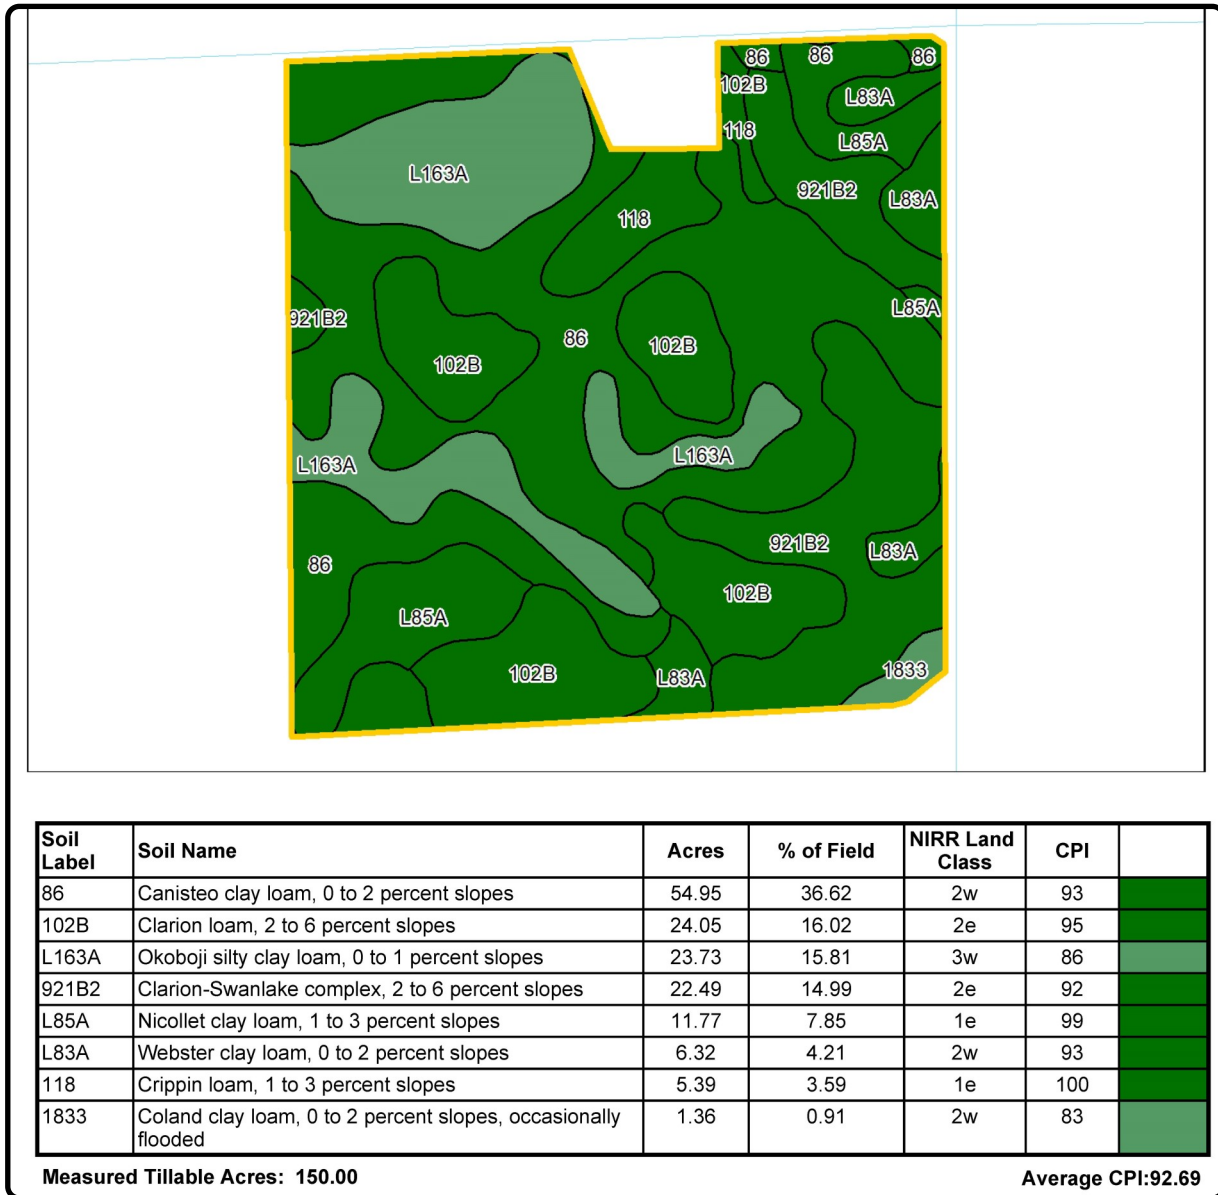 86
86
86
102B
L83A
118
L85A
L163A
921B2
L83A
118
L85A
921B2
86
102B
102B
L163A
L163A
921B2
L83A
86
102B
L85A
102B
L83A
1833
Soil Label Soil Name Acres % of Field NIRR Land Class CPI
86 Canisteo clay loam, 0 to 2 percent slopes 54.95 36.62 2w 93
102B Clarion loam, 2 to 6 percent slopes 24.05 16.02 2e 95
L163A Okoboji silty clay loam, 0 to 1 percent slopes 23.73 15.81 3w 86
921B2 Clarion-Swanlake complex, 2 to 6 percent slopes 22.49 14.99 2e 92
L85A Nicollet clay loam, 1 to 3 percent slopes 11.77 7.85 1e 99
L83A Webster clay loam, 0 to 2 percent slopes 6.32 4.21 2w 93
118 Crippin loam, 1 to 3 percent slopes 5.39 3.59 1e 100
1833 Coland clay loam, 0 to 2 percent slopes, occasionally flooded 1.36 0.91 2w 83
Measured Tillable Acres: 150.00 Average CPI:92.69